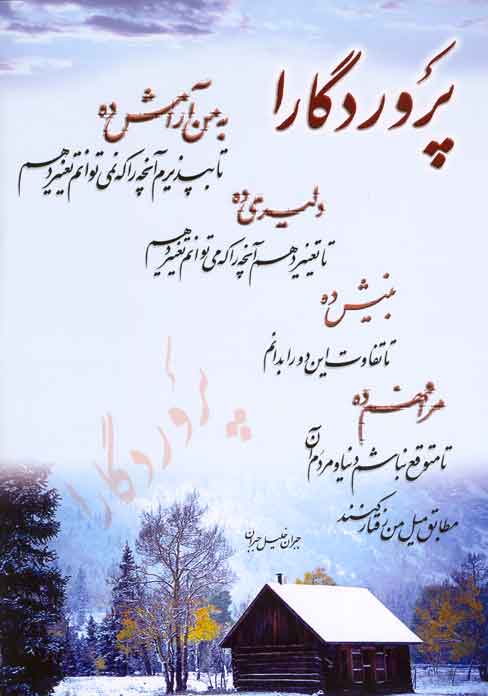 پروردگارا
به من آرامش ده
تا بپذیرم آنچه را که نمی توانم تغییر دهم
دلیری ده
تا تغییر دهم آنچه را که می توانم تغییر دهم
بینش ده
تا تفاوت این دو را بدانم
مرا فهم ده
تا متوقع نباشم دنیا و مردم آن
مطابق میل من رفتار کنند
جبران خلیل جبران
پروردگارا